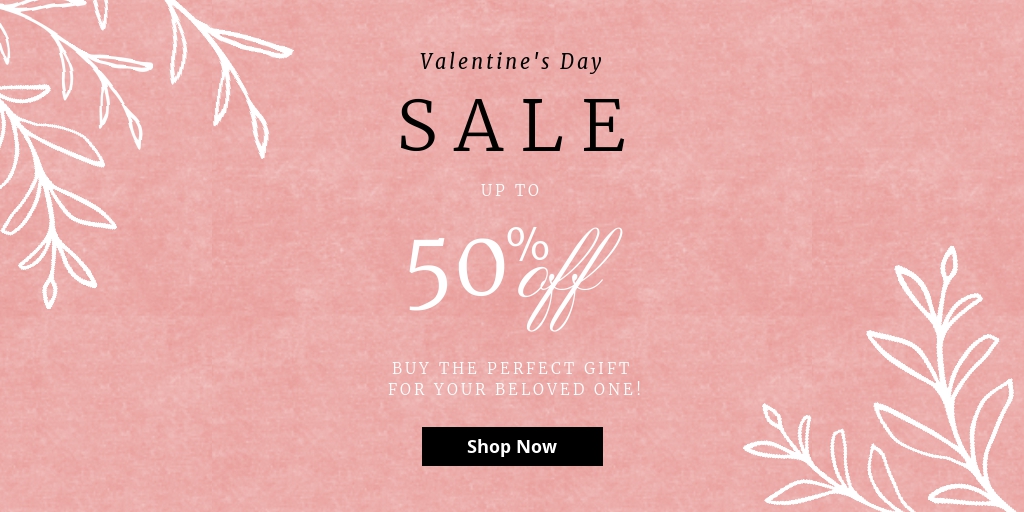 Valentine's Day
SALE
UP TO
50% off
BUY THE PERFECT GIFT
FOR YOUR BELOVED ONE!
Shop Now